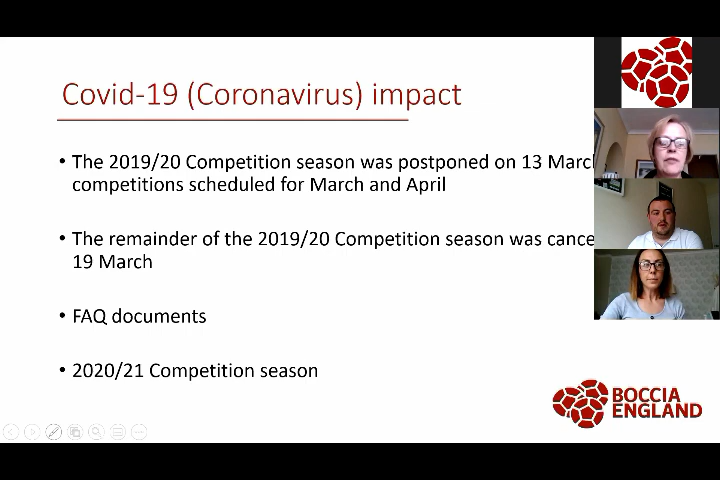 Covid-19 (Coronavirus) impact
• The 2019/20 Competition season was postponed on 13 March
competitions scheduled for March and April
• The remainder of the 2019/20 Competition season was cance
19 March
• FAQ documents
• 2020/21 Competition season
BOCCIA
ENGLAND